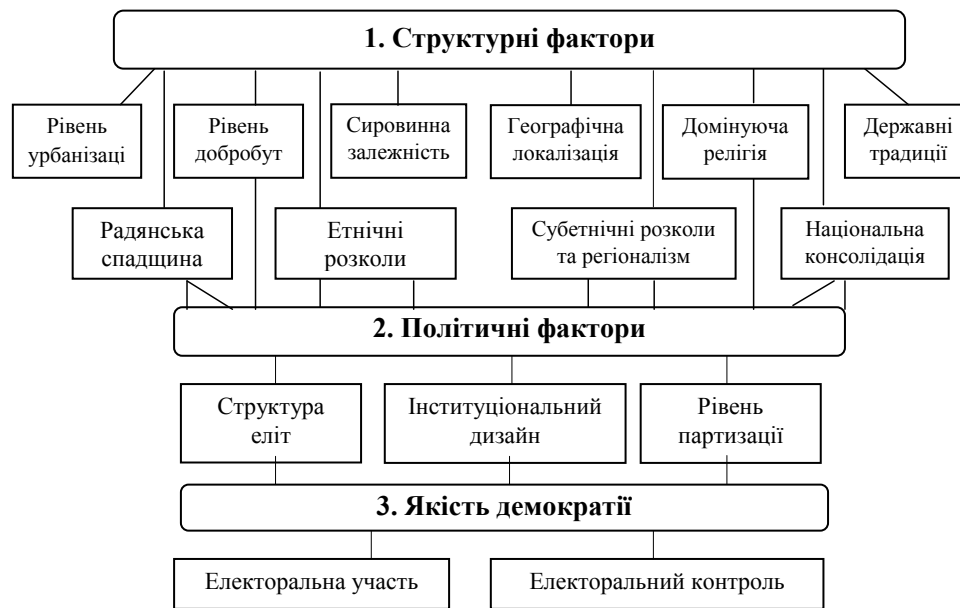 1. Структурні фактори
Рівень
урбанізаці
Рівень
добробут
Сировинна
залежність
Географічна
локалізація
Домінуюча
релігія
Державні
традиції
Радянська
спадщина
Етнічні
розколи
Субетнічні розколи
та регіоналізм
Національна
консолідація
2. Політичні фактори
Структура
еліт
Інституціональний
дизайн
Рівень
партизації
3. Якість демократії
Електоральна участь
Електоральний контроль